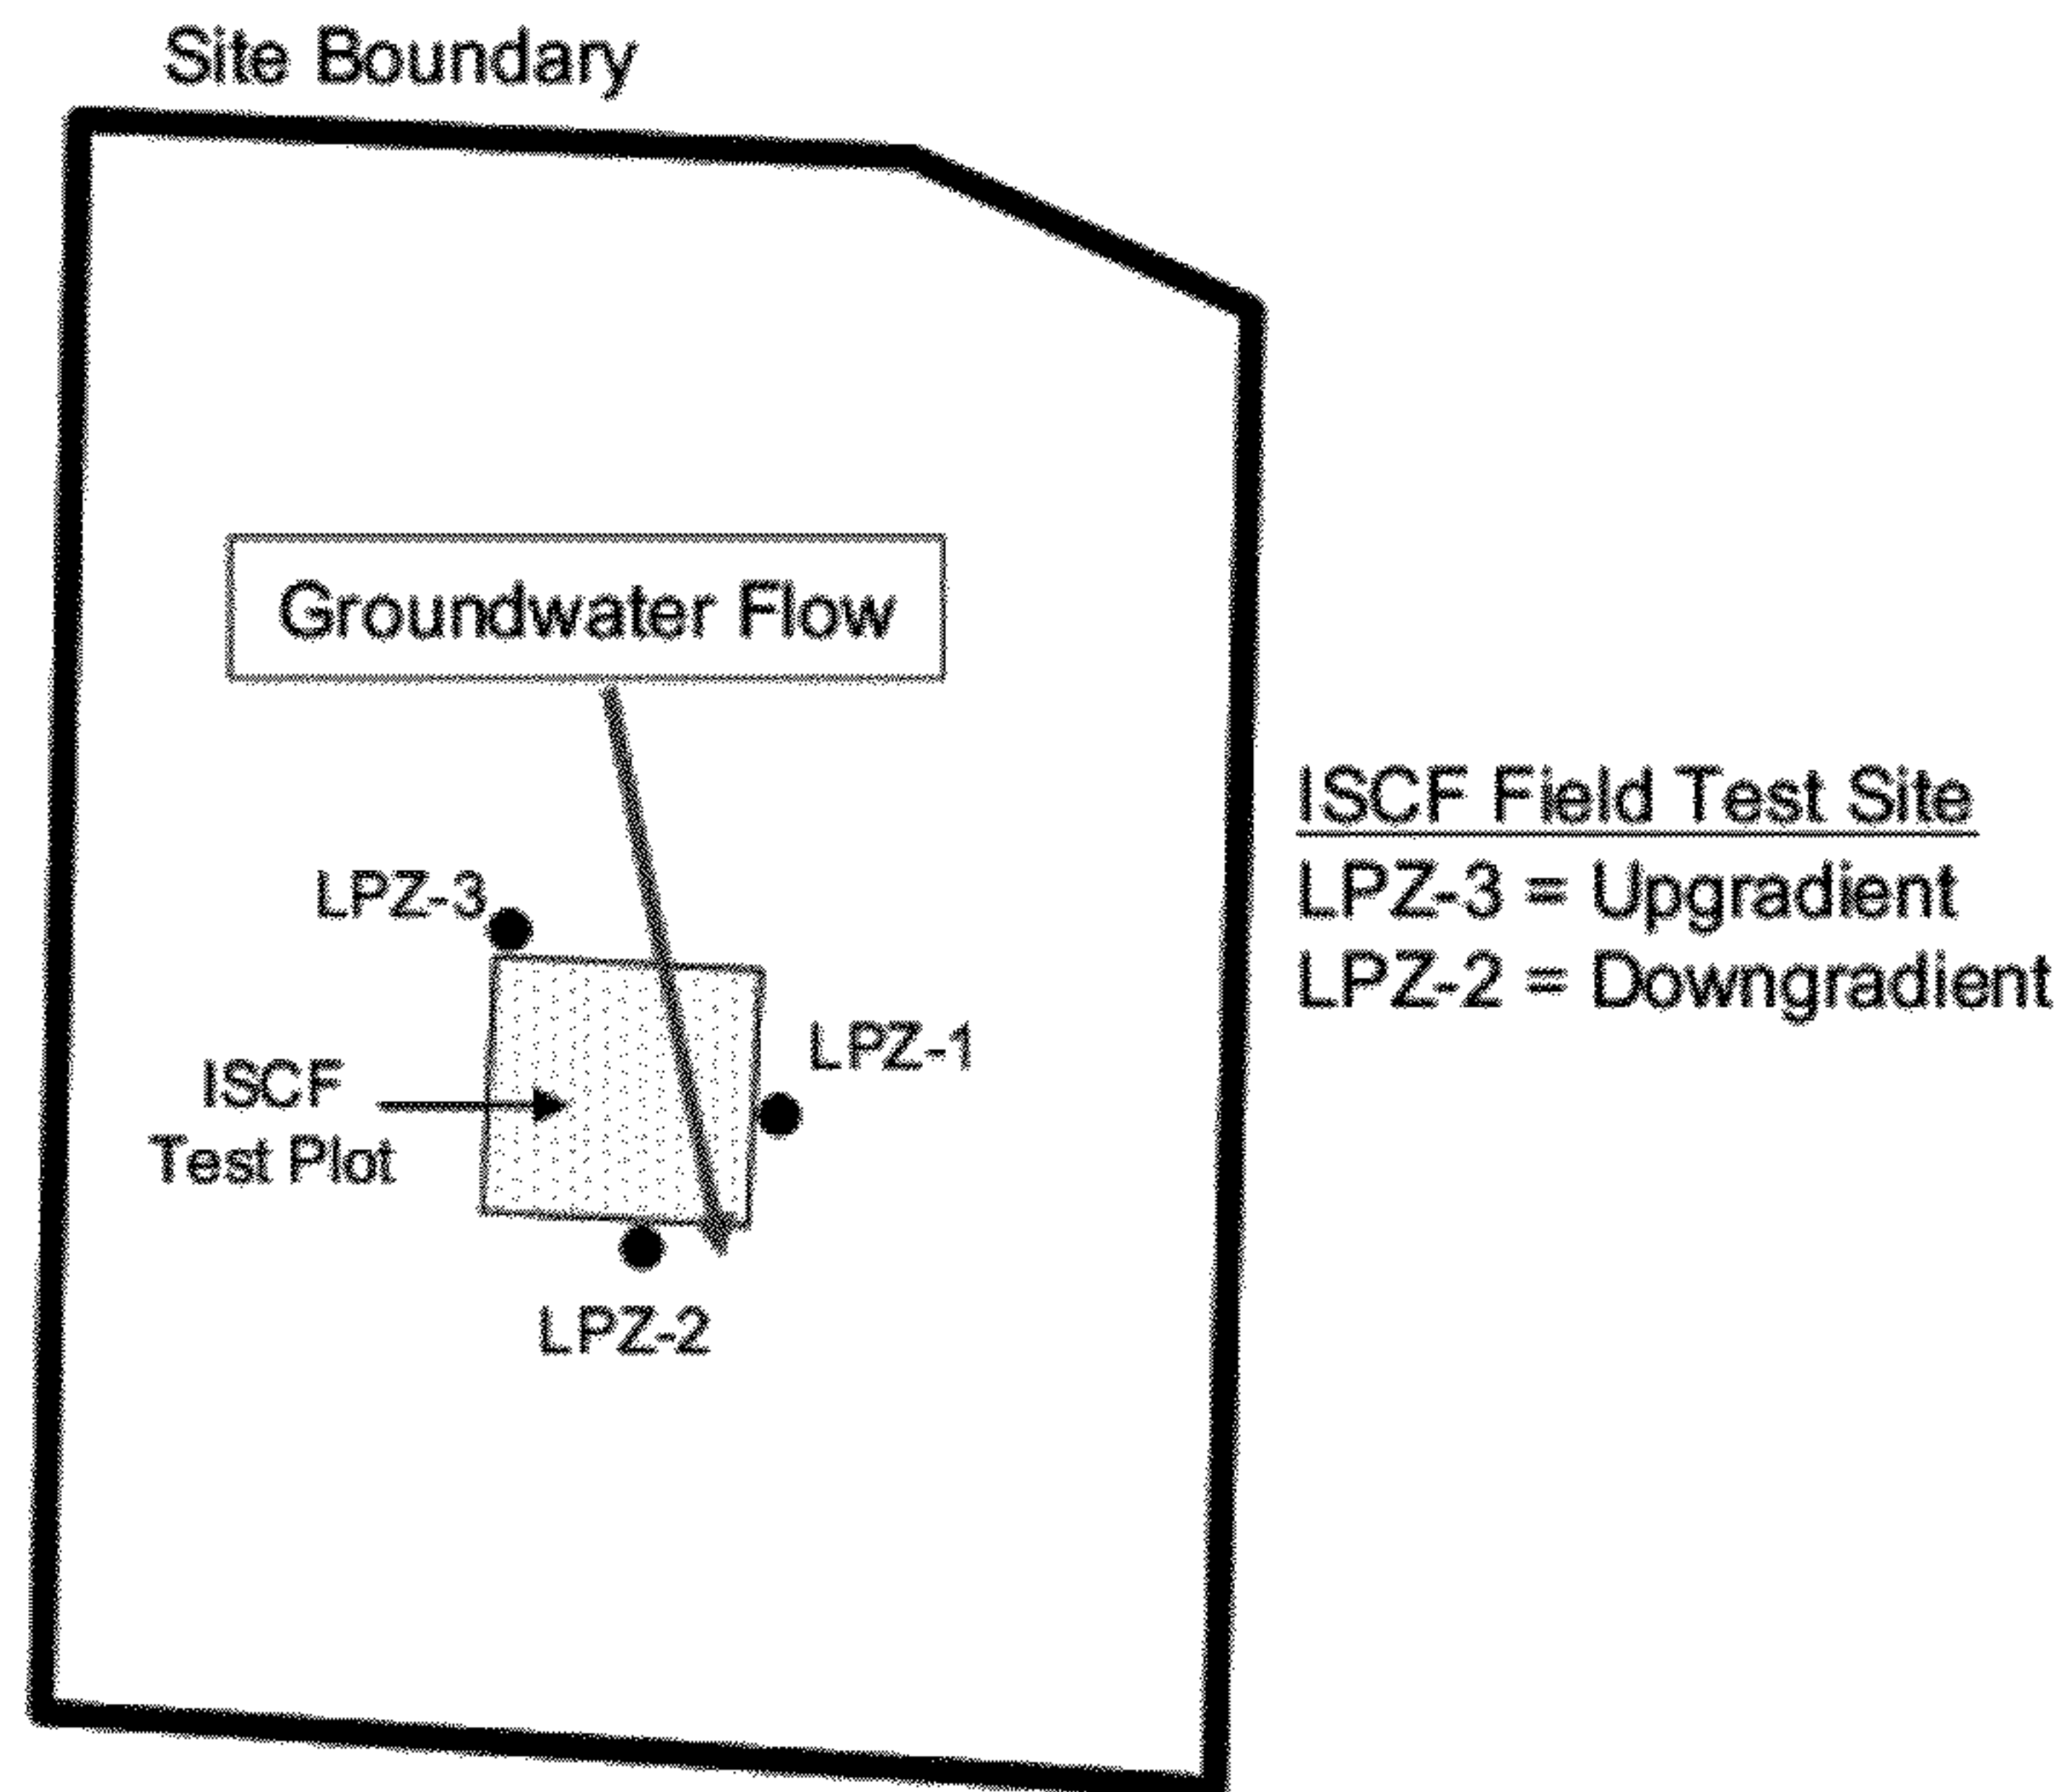 Site Boundary
Groundwater Flow
LPZ-3
LPZ-1
ISCF
Test Plot
LPZ-2
ISCF Field Test Site
LPZ-3 = Upgradient
LPZ-2 = Downgradient